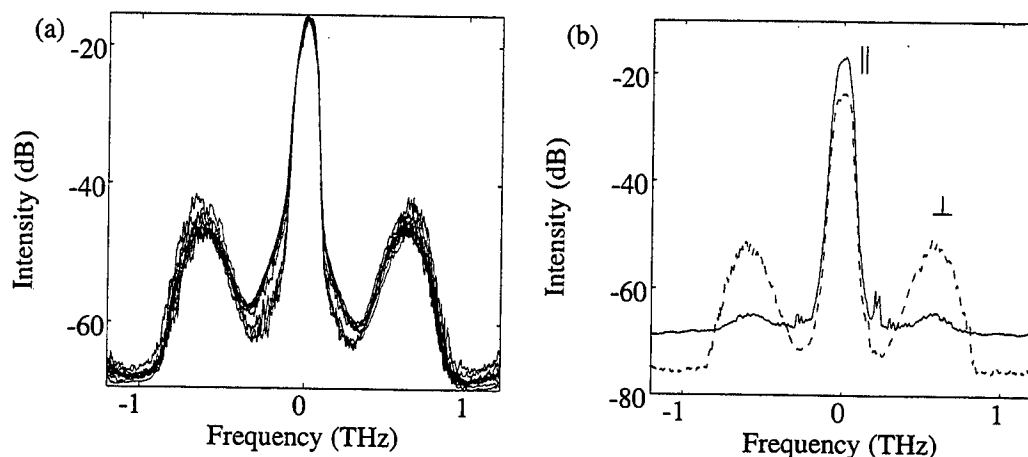 (a)
-20
-40
-60
Intensity (dB)
-1
0
1
Frequency (THz)
(b)
||
⊥
-20
-40
-60
-80
Intensity (dB)
-1
0
1
Frequency (THz)